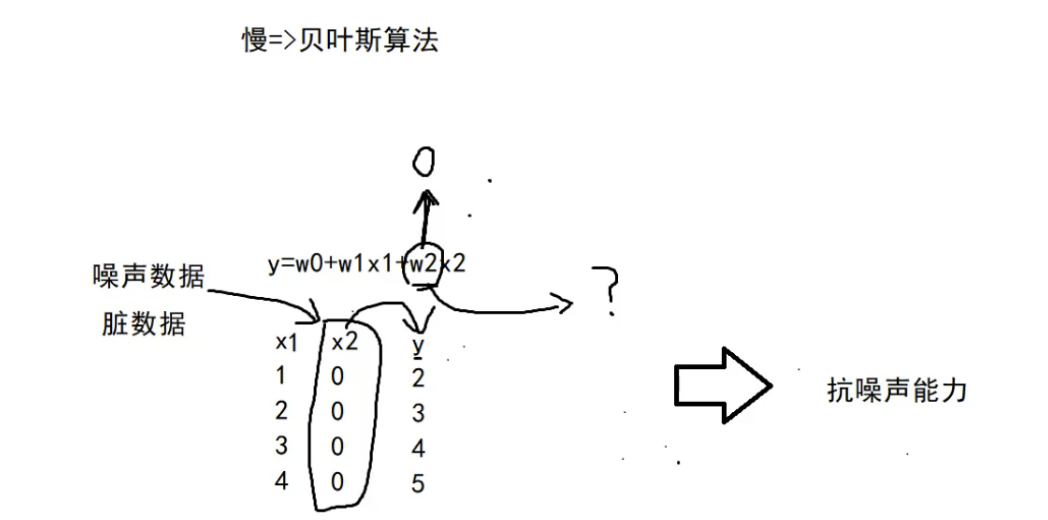 慢=>贝叶斯算法
0
y=w0+w1x1+w2x2
?
噪声数据
脏数据
x1 x2 y
1 0 2
2 0 3
3 0 4
4 0 5
抗噪声能力